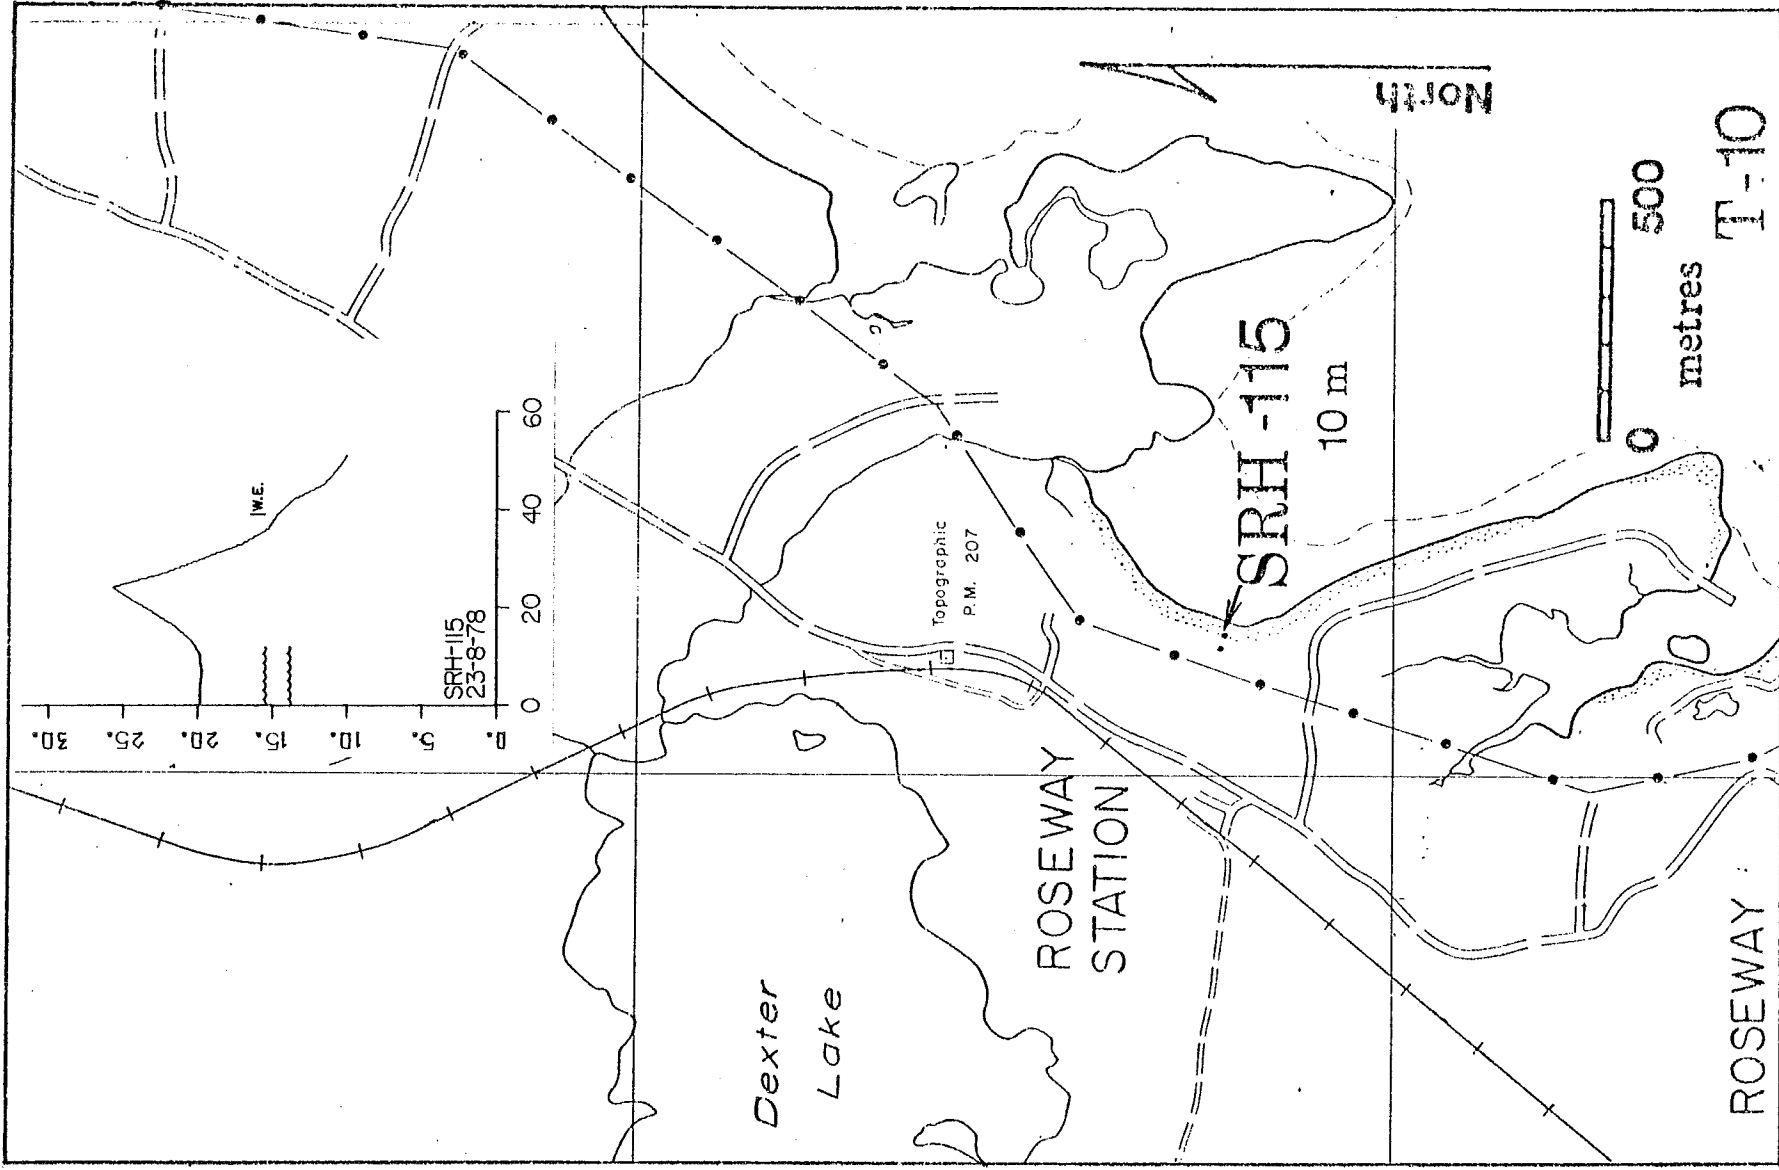 30.
25.
20.
15.
10.
5.
0.
0
20
40
60
W.E.
SRH-115
23-8-78
Topographic
P.M. 207
Dexter
Lake
ROSEWAY
STATION
SRH-115
10 m
North
0
500
metres
T-10
ROSEWAY